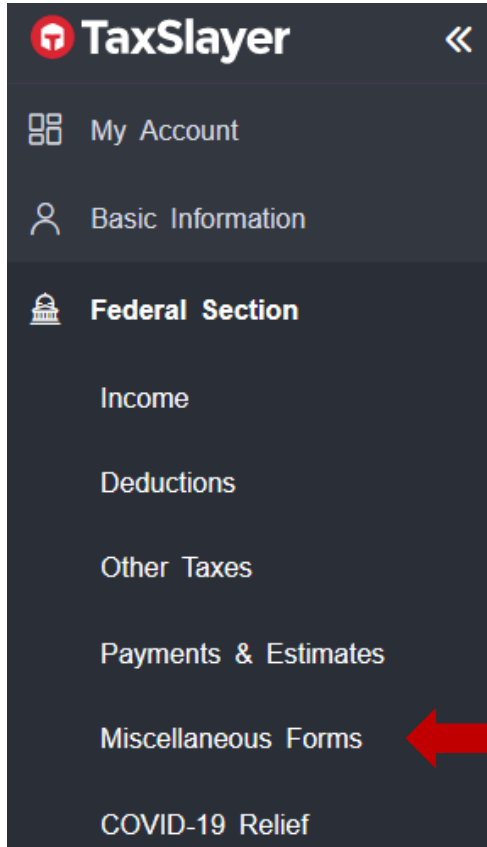 TaxSlayer
My Account
Basic Information
Federal Section
Income
Deductions
Other Taxes
Payments & Estimates
Miscellaneous Forms
COVID-19 Relief